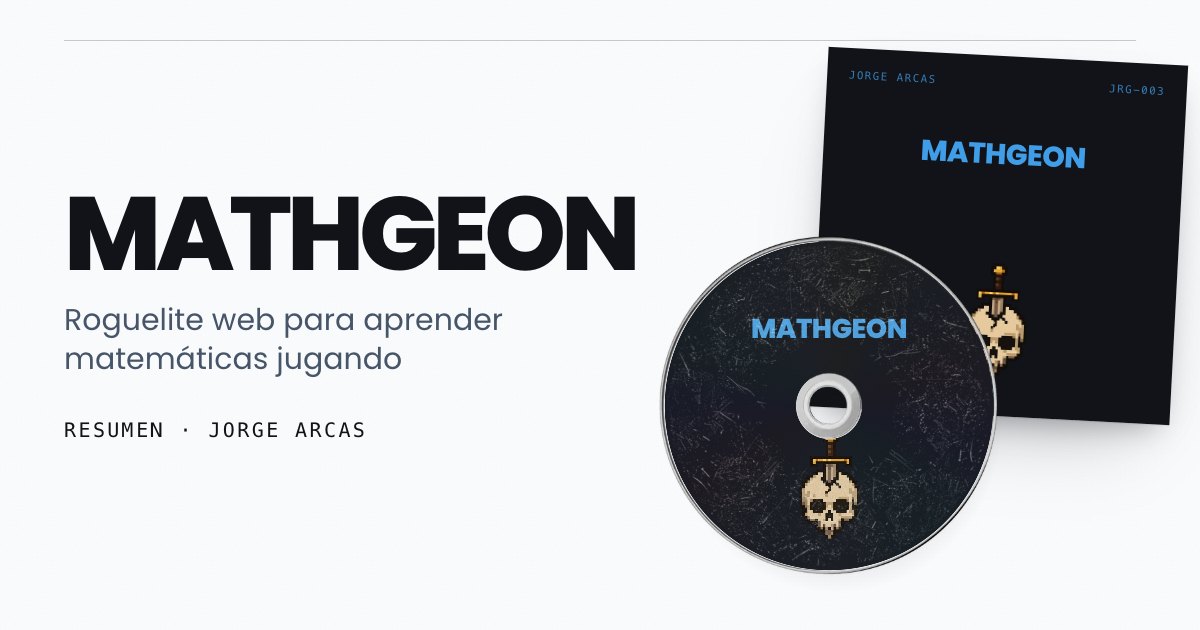 JORGE ARCAS
JRG-003
MATHGEON
MATHGEON
Roguelite web para aprender
matemáticas jugando
RESUMEN · JORGE ARCAS
MATHGEON